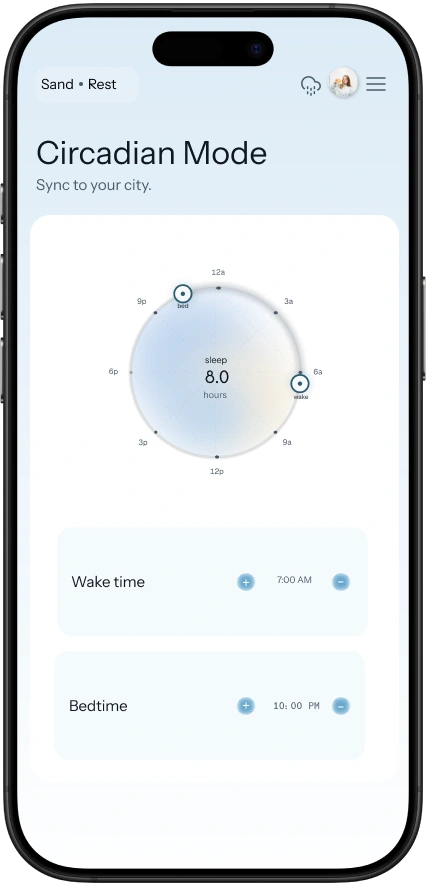 Sand • Rest
Circadian Mode
Sync to your city.
12a
bed
9p
3a
sleep
6p
8.0
6a
hours
wake
3p
9a
12p
Wake time + 7:00 AM −
Bedtime + 10:00 PM −